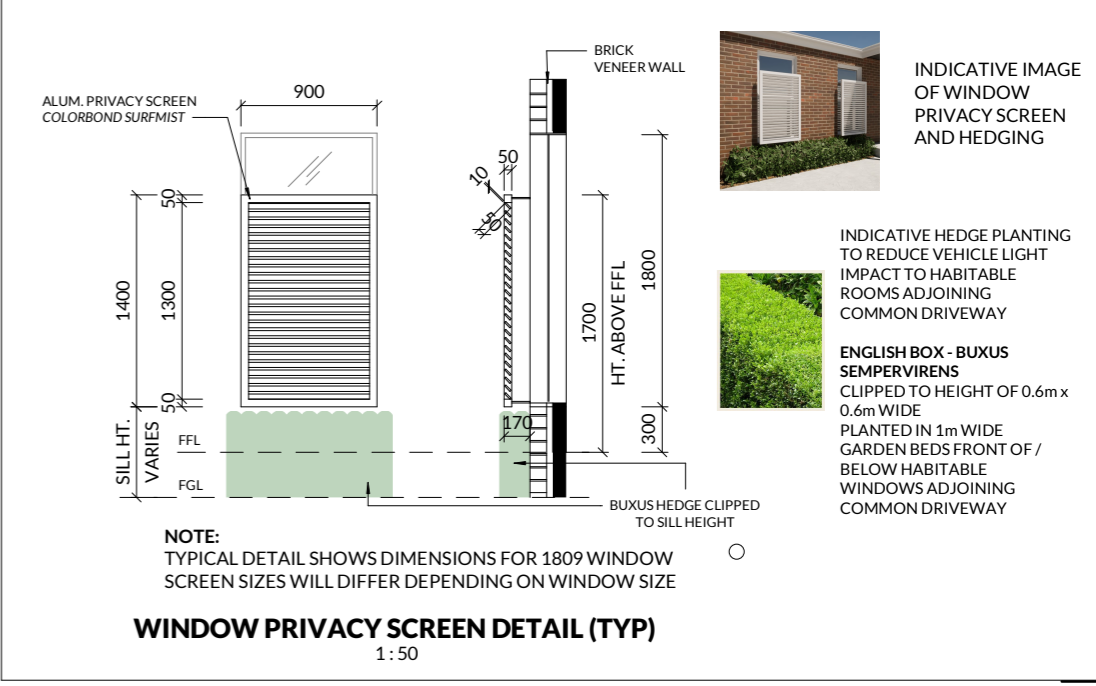 ALUM. PRIVACY SCREEN
COLORBOND SURFMIST
900
50
1400
1300
50
SILL HT.
VARIES
FFL
FGL
BRICK
VENEER WALL
50
10
50
1700
HT. ABOVE FFL
1800
300
170
BUXUS HEDGE CLIPPED
TO SILL HEIGHT
INDICATIVE IMAGE
OF WINDOW
PRIVACY SCREEN
AND HEDGING
INDICATIVE HEDGE PLANTING
TO REDUCE VEHICLE LIGHT
IMPACT TO HABITABLE
ROOMS ADJOINING
COMMON DRIVEWAY
ENGLISH BOX - BUXUS
SEMPERVIRENS
CLIPPED TO HEIGHT OF 0.6m x
0.6m WIDE
PLANTED IN 1m WIDE
GARDEN BEDS FRONT OF /
BELOW HABITABLE
WINDOWS ADJOINING
COMMON DRIVEWAY
NOTE:
TYPICAL DETAIL SHOWS DIMENSIONS FOR 1809 WINDOW
SCREEN SIZES WILL DIFFER DEPENDING ON WINDOW SIZE
WINDOW PRIVACY SCREEN DETAIL (TYP)
1 : 50